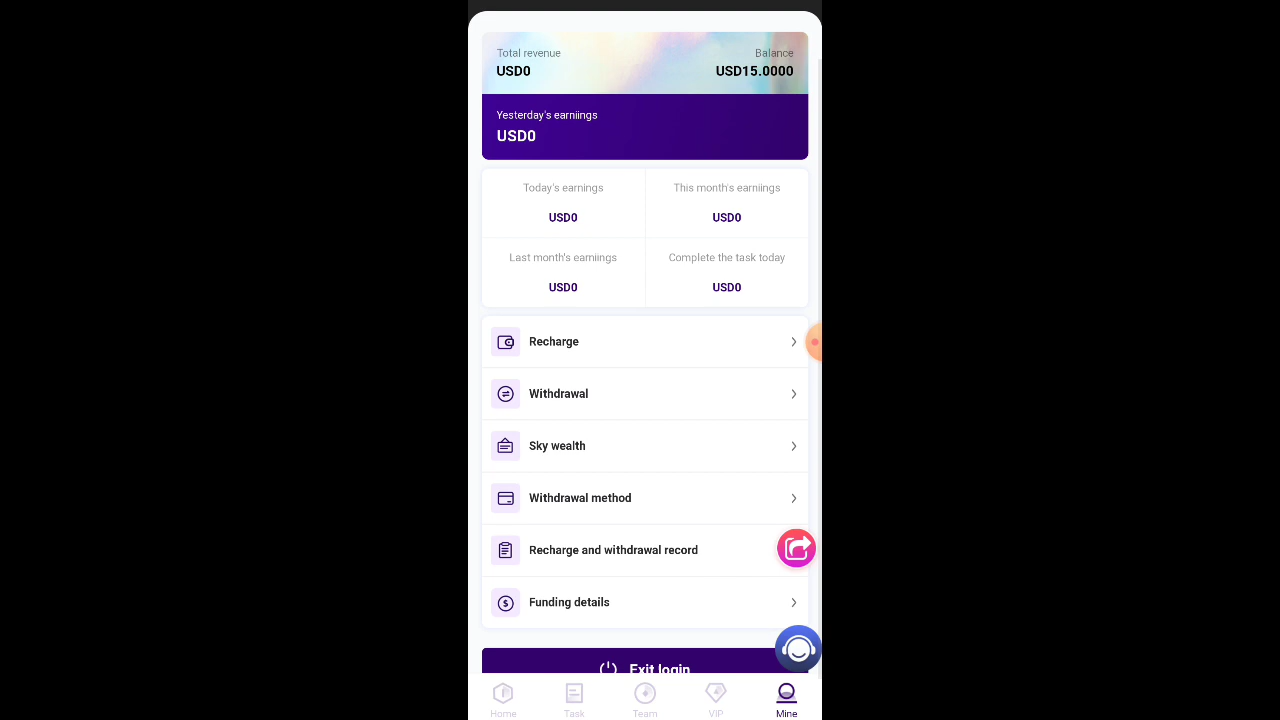 Total revenue
Balance
USD0
USD15.0000
Yesterday's earniings
USD0
Today's earnings
This month's earniings
USD0
USD0
Last month's earniings
Complete the task today
USD0
USD0
Recharge
Withdrawal
Sky wealth
Withdrawal method
Recharge and withdrawal record
Funding details
Exit login
Home
Task
Team
VIP
Mine